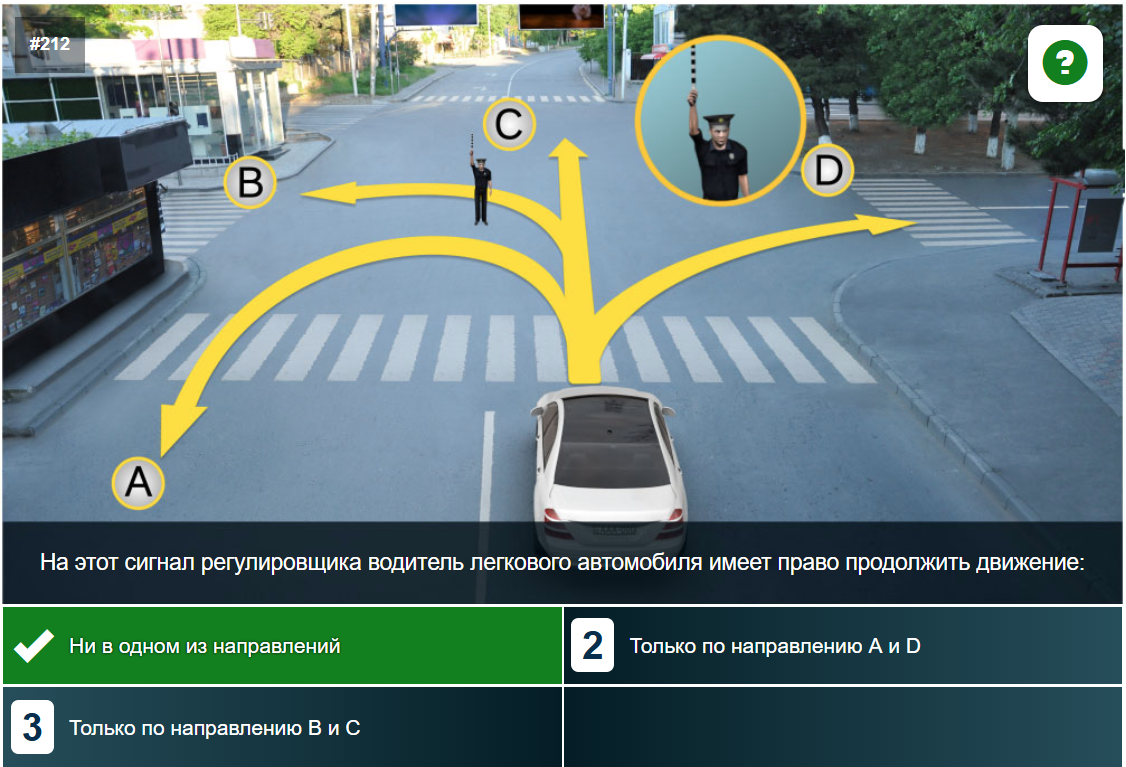 #212
?
C
B
D
A
На этот сигнал регулировщика водитель легкового автомобиля имеет право продолжить движение:
Ни в одном из направлений
2 Только по направлению A и D
3 Только по направлению B и C